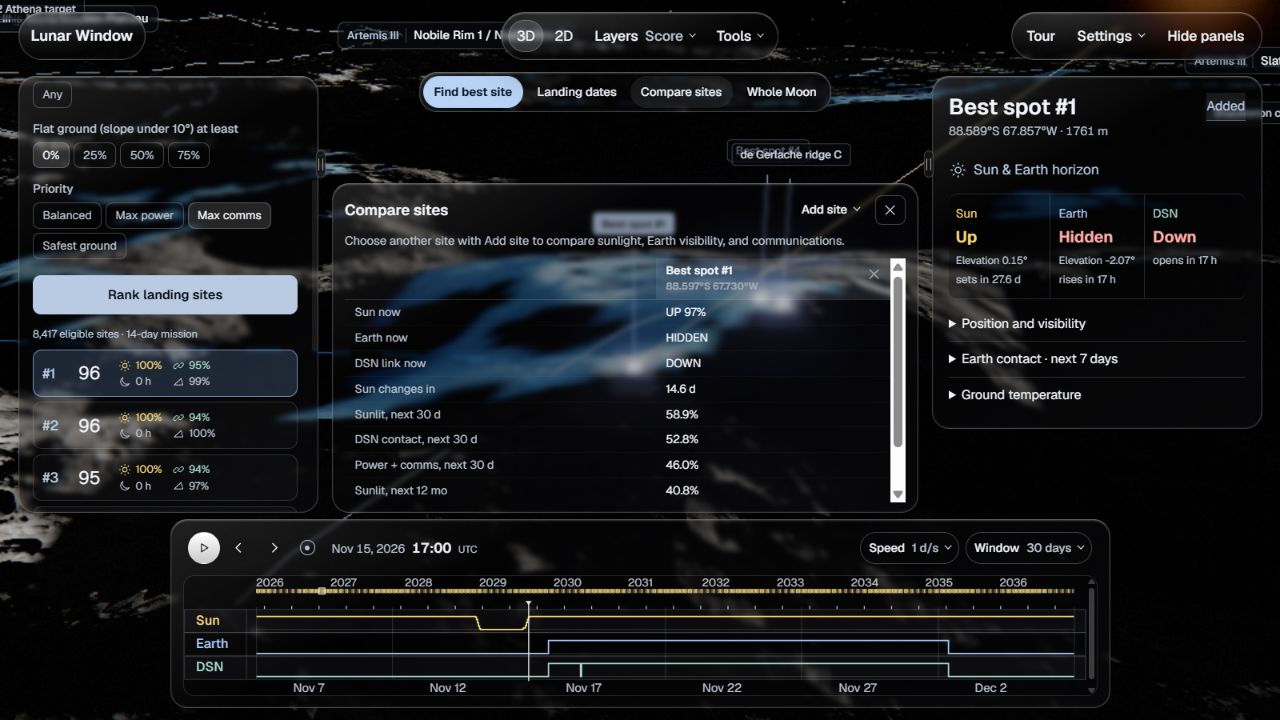 Athena target
Lunar Window
Artemis III Nobile Rim 1 / N
3D 2D Layers Score Tools
Tour Settings Hide panels
Artemis III Slat
Find best site Landing dates Compare sites Whole Moon
Any
Flat ground (slope under 10°) at least
0% 25% 50% 75%
Priority
Balanced Max power Max comms
Safest ground
Rank landing sites
8,417 eligible sites · 14-day mission
#1 96 100% 95%
0 h 99%
#2 96 100% 94%
0 h 100%
#3 95 100% 94%
0 h 97%
de Gerlache ridge C
Compare sites Add site
Best spot #1
Choose another site with Add site to compare sunlight, Earth visibility, and communications.
Best spot #1
88.597°S 67.730°W
Sun now UP 97%
Earth now HIDDEN
DSN link now DOWN
Sun changes in 14.6 d
Sunlit, next 30 d 58.9%
DSN contact, next 30 d 52.8%
Power + comms, next 30 d 46.0%
Sunlit, next 12 mo 40.8%
Best spot #1 Added
88.589°S 67.857°W · 1761 m
Sun & Earth horizon
Sun Earth DSN
Up Hidden Down
Elevation 0.15° Elevation -2.07° opens in 17 h
sets in 27.6 d rises in 17 h
Position and visibility
Earth contact · next 7 days
Ground temperature
Nov 15, 2026 17:00 UTC
Speed 1 d/s Window 30 days
2026 2027 2028 2029 2030 2031 2032 2033 2034 2035 2036
Sun
Earth
DSN
Nov 7 Nov 12 Nov 17 Nov 22 Nov 27 Dec 2